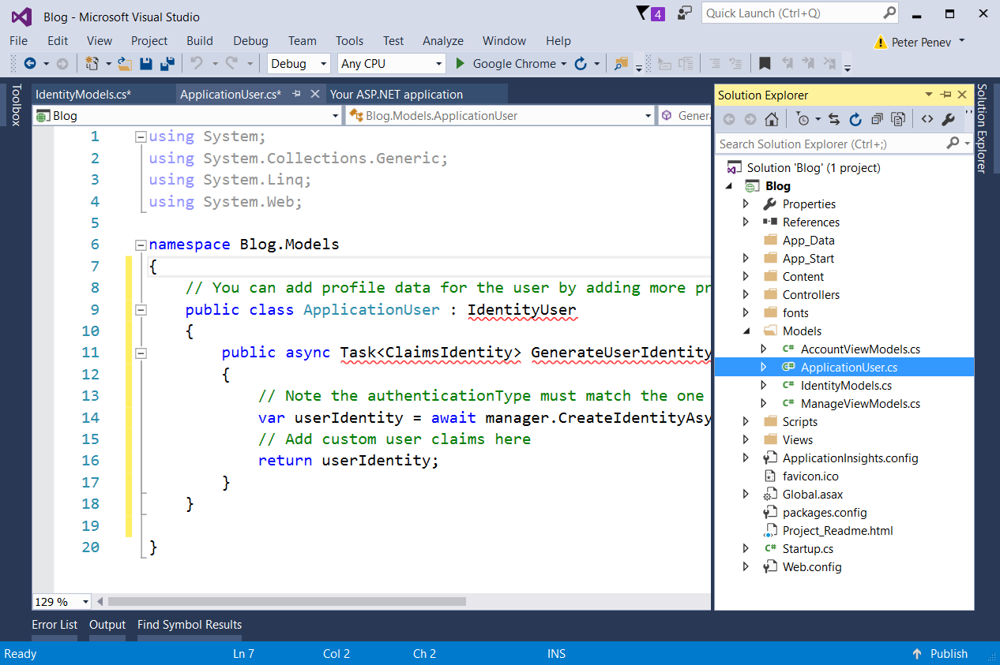 Blog - Microsoft Visual Studio
4
Quick Launch (Ctrl+Q)
File Edit View Project Build Debug Team Tools Test Analyze Window Help
Peter Penev
Debug Any CPU Google Chrome
Toolbox
IdentityModels.cs* ApplicationUser.cs* Your ASP.NET application
Blog Blog.Models.ApplicationUser Genera
1 using System;
2 using System.Collections.Generic;
3 using System.Linq;
4 using System.Web;
5
6 namespace Blog.Models
7 {
8 // You can add profile data for the user by adding more pr
9 public class ApplicationUser : IdentityUser
10 {
11 public async Task<ClaimsIdentity> GenerateUserIdentity
12 {
13 // Note the authenticationType must match the one
14 var userIdentity = await manager.CreateIdentityAsy
15 // Add custom user claims here
16 return userIdentity;
17 }
18 }
19
20 }
129 %
Solution Explorer
Search Solution Explorer (Ctrl+;)
Solution 'Blog' (1 project)
Blog
Properties
References
App_Data
App_Start
Content
Controllers
fonts
Models
C# AccountViewModels.cs
C# ApplicationUser.cs
C# IdentityModels.cs
C# ManageViewModels.cs
Scripts
Views
ApplicationInsights.config
favicon.ico
Global.asax
packages.config
Project_Readme.html
C# Startup.cs
Web.config
Solution Explorer
Error List Output Find Symbol Results
Ready Ln 7 Col 2 Ch 2 INS Publish